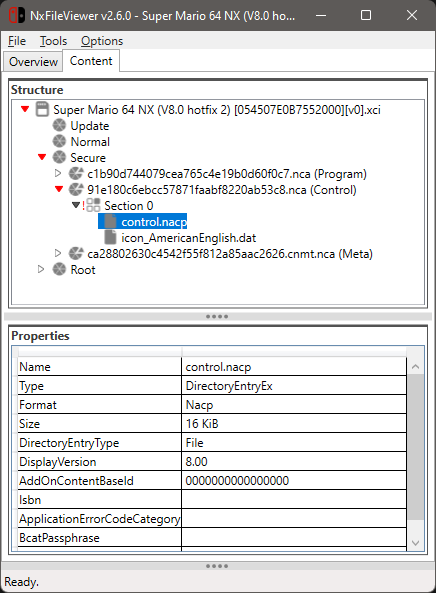 NxFileViewer v2.6.0 - Super Mario 64 NX (V8.0 ho...
File Tools Options
Overview Content
Structure
Super Mario 64 NX (V8.0 hotfix 2) [054507E0B7552000][v0].xci
Update
Normal
Secure
c1b90d744079cea765c4e19b0d60f0c7.nca (Program)
91e180c6ebcc57871faabf8220ab53c8.nca (Control)
! Section 0
control.nacp
icon_AmericanEnglish.dat
ca28802630c4542f55f812a85aac2626.cnmt.nca (Meta)
Root
Properties
Name control.nacp
Type DirectoryEntryEx
Format Nacp
Size 16 KiB
DirectoryEntryType File
DisplayVersion 8.00
AddOnContentBaseId 0000000000000000
Isbn
ApplicationErrorCodeCategory
BcatPassphrase
Ready.